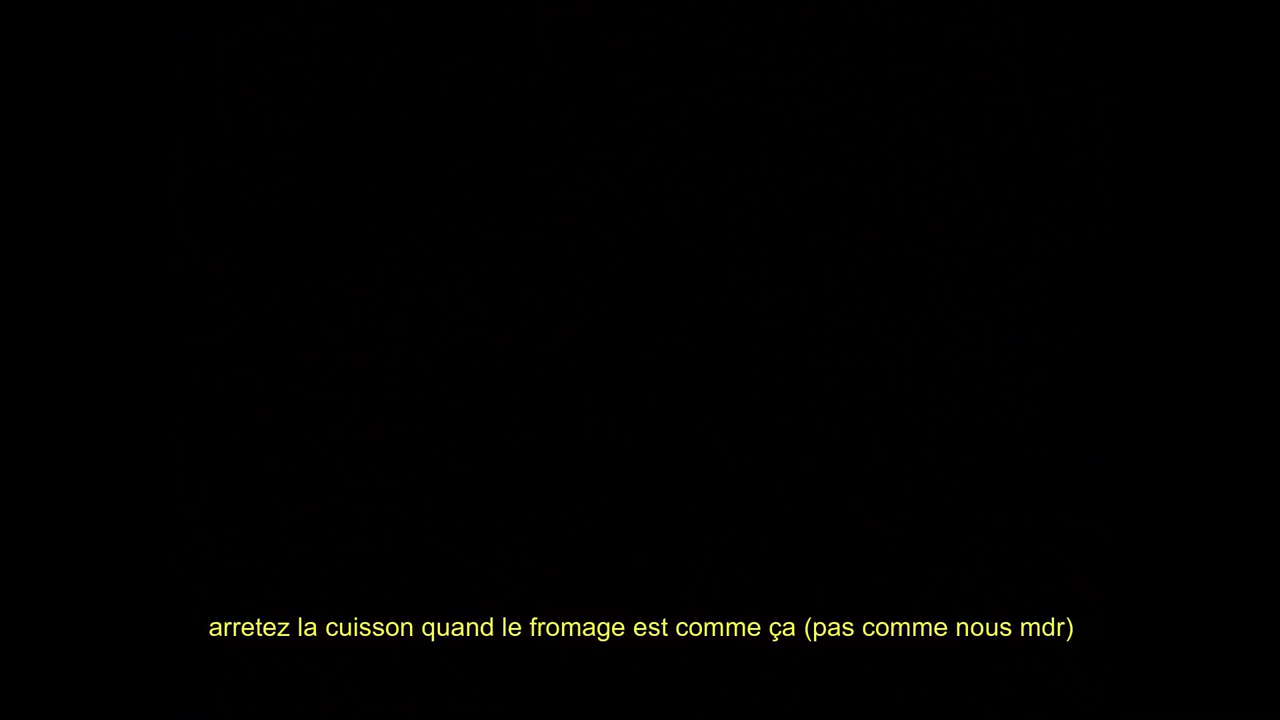 arretez la cuisson quand le fromage est comme ça (pas comme nous mdr)